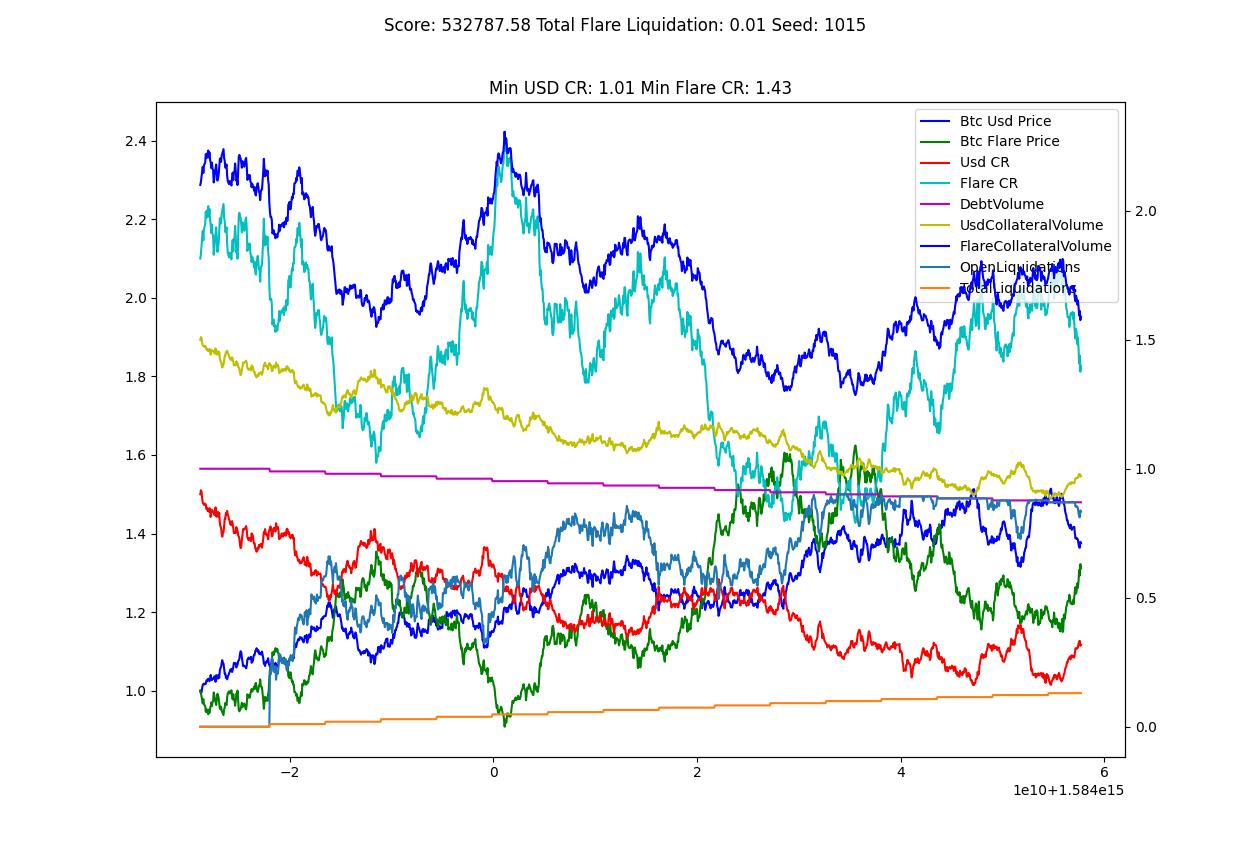 Score: 532787.58 Total Flare Liquidation: 0.01 Seed: 1015
Min USD CR: 1.01 Min Flare CR: 1.43
Btc Usd Price
Btc Flare Price
Usd CR
Flare CR
DebtVolume
UsdCollateralVolume
FlareCollateralVolume
OpenLiquidations
TotalLiquidations
2.4
2.2
2.0
1.8
1.6
1.4
1.2
1.0
2.0
1.5
1.0
0.5
0.0
−2
0
2
4
6
1e10+1.584e15